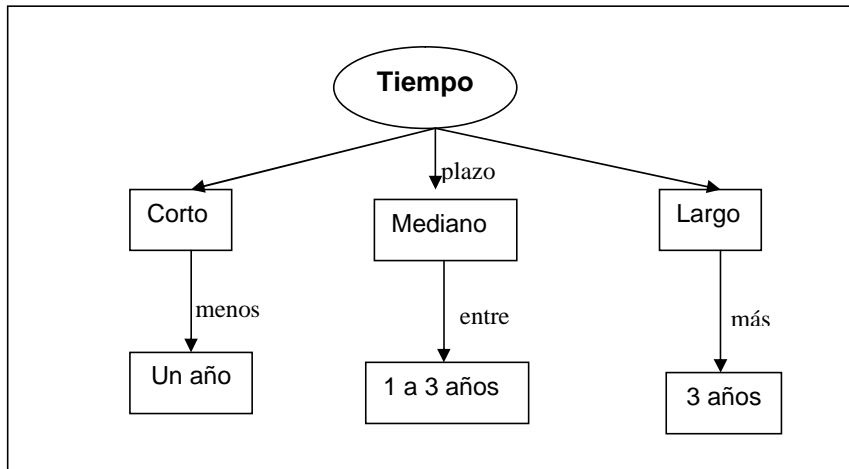 Tiempo
plazo
Corto
Mediano
Largo
menos
entre
más
Un año
1 a 3 años
3 años